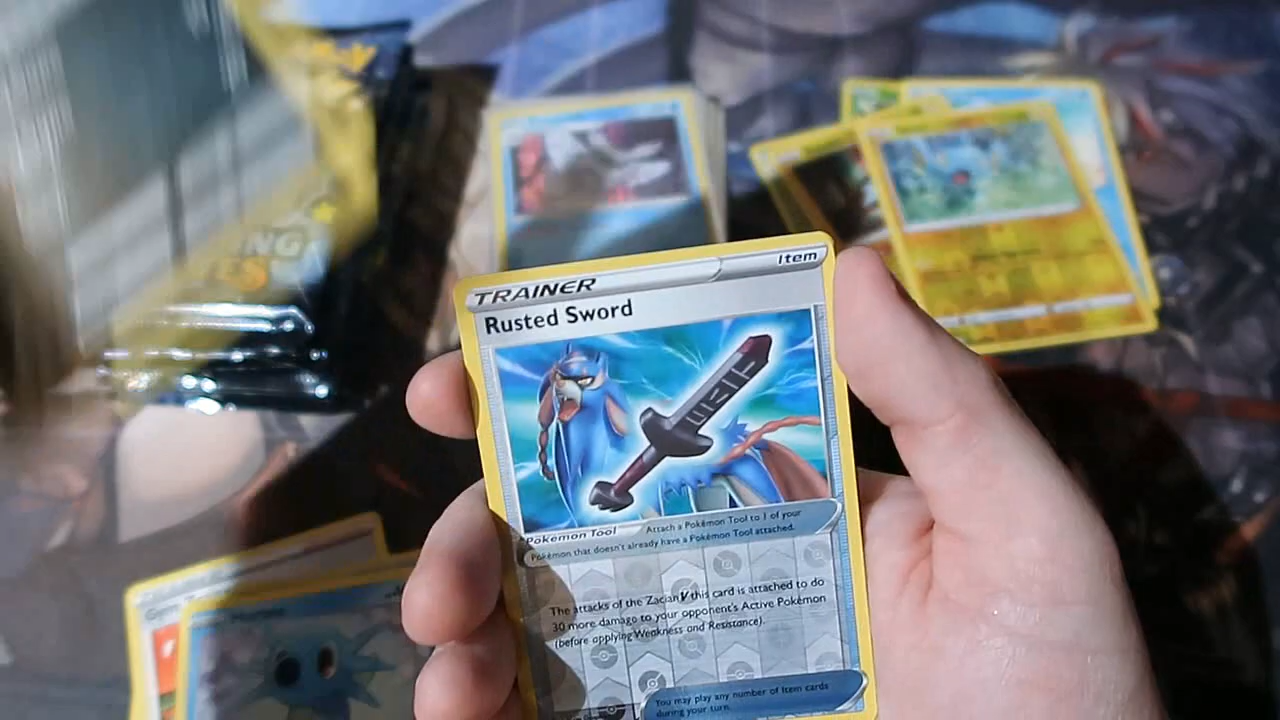 TRAINER
Item
Rusted Sword
Pokémon Tool
Attach a Pokémon Tool to 1 of your
Pokémon that doesn't already have a Pokémon Tool attached.
The attacks of the Zacian V this card is attached to do
30 more damage to your opponent's Active Pokémon
(before applying Weakness and Resistance).
You may play any number of Item cards
during your turn.